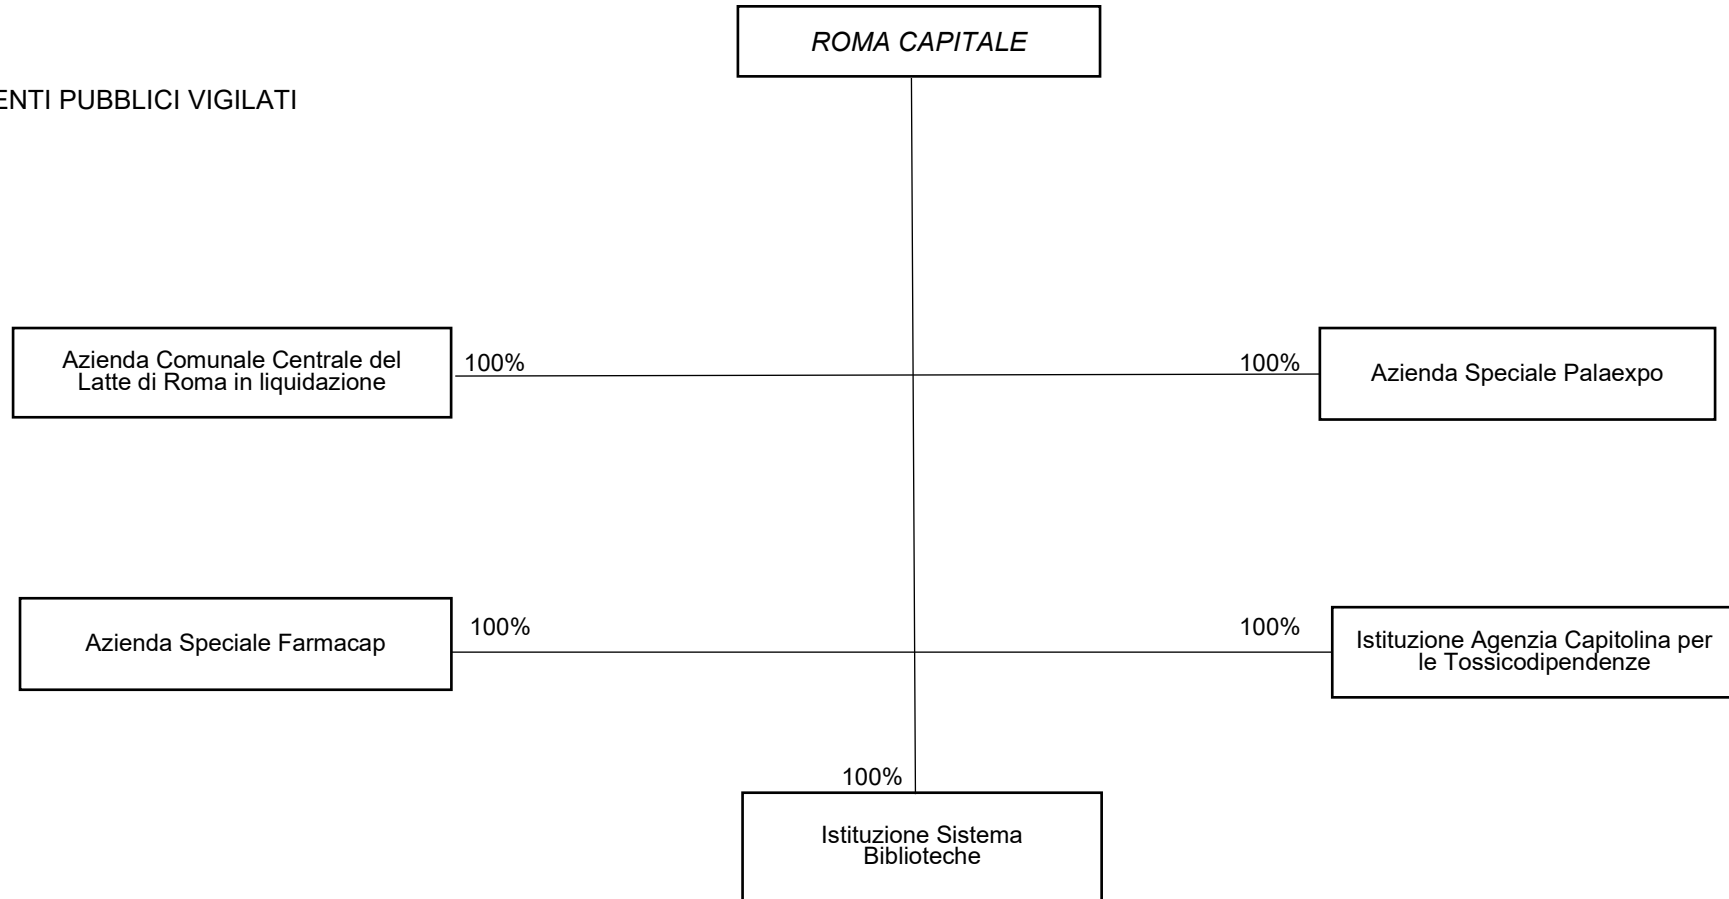 ROMA CAPITALE
ENTI PUBBLICI VIGILATI
Azienda Comunale Centrale del
Latte di Roma in liquidazione
100%
100%
Azienda Speciale Palaexpo
Azienda Speciale Farmacap
100%
100%
Istituzione Agenzia Capitolina per
le Tossicodipendenze
100%
Istituzione Sistema
Biblioteche